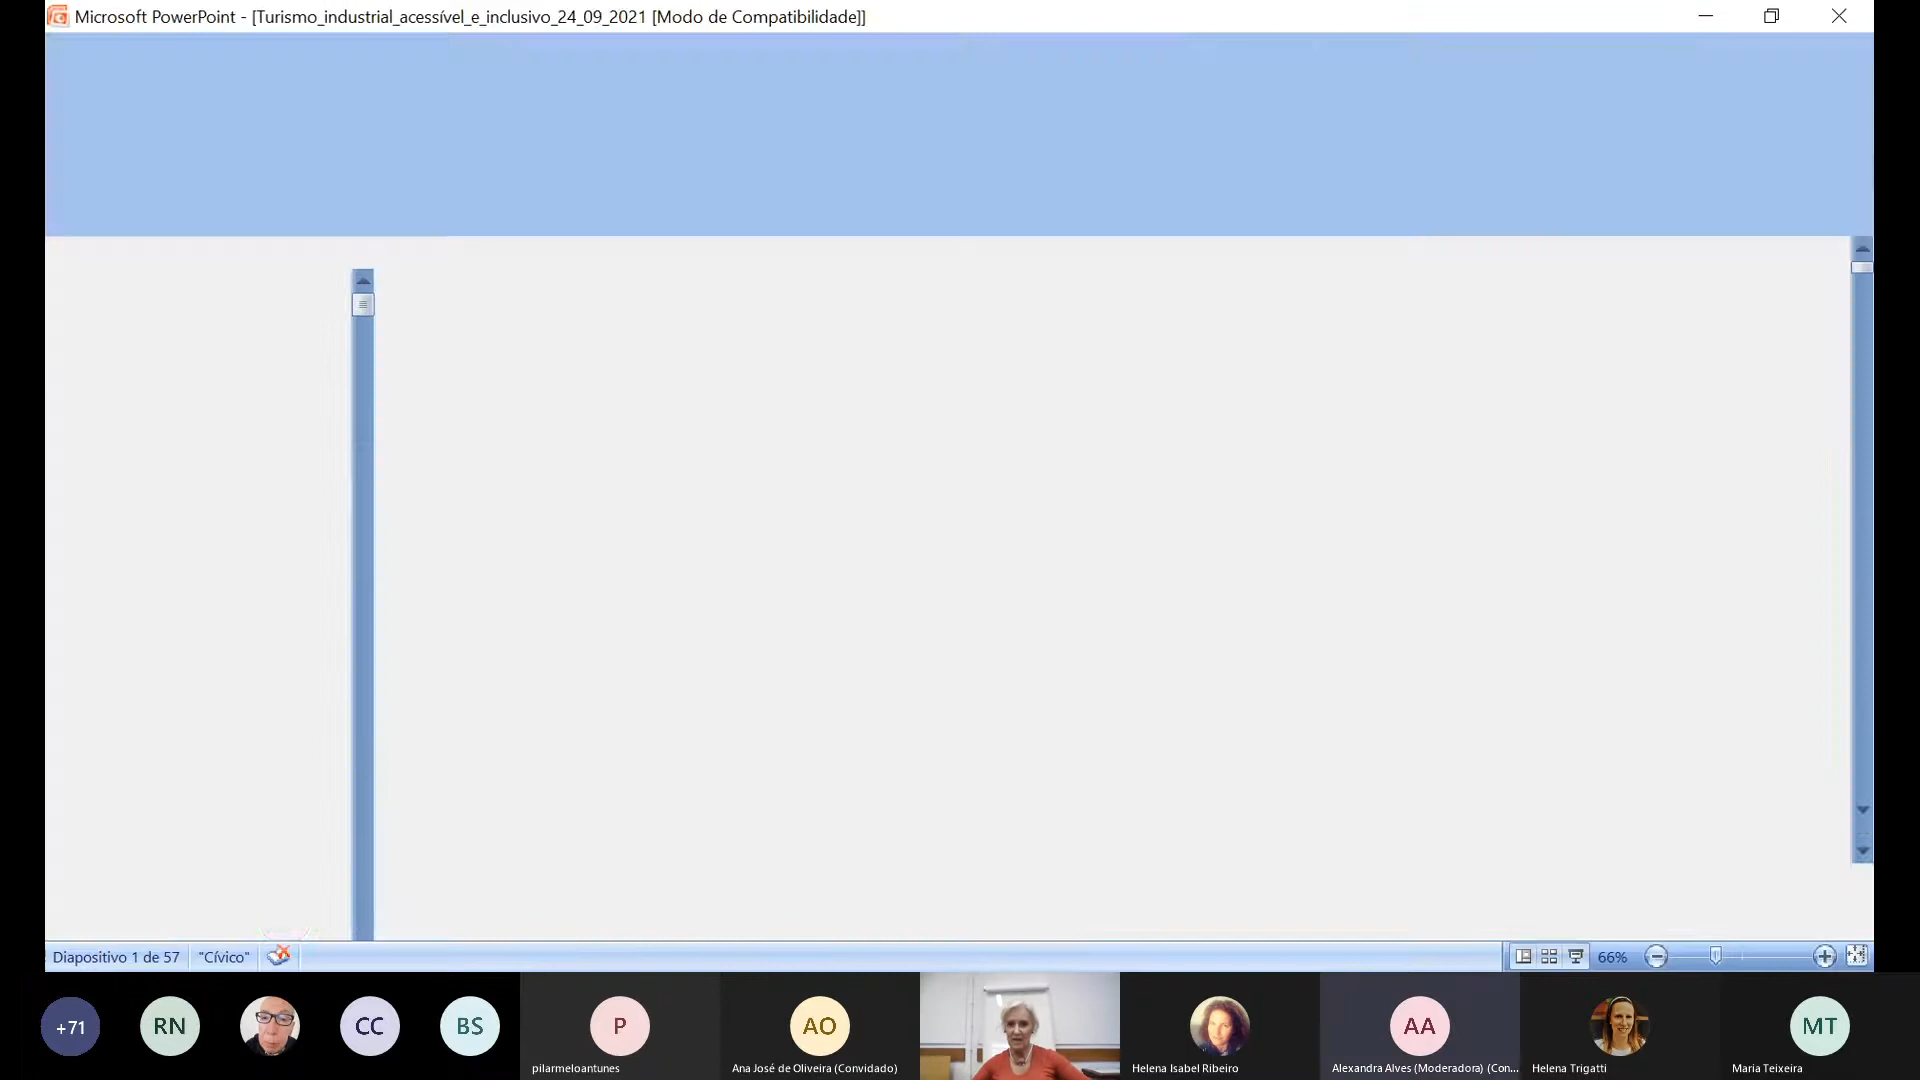 Microsoft PowerPoint - [Turismo_industrial_acessível_e_inclusivo_24_09_2021 [Modo de Compatibilidade]]
Diapositivo 1 de 57
"Cívico"
66%
+71
RN
CC
BS
P
AO
AA
MT
pilarmeloantunes
Ana José de Oliveira (Convidado)
Helena Isabel Ribeiro
Alexandra Alves (Moderadora) (Con...
Helena Trigatti
Maria Teixeira